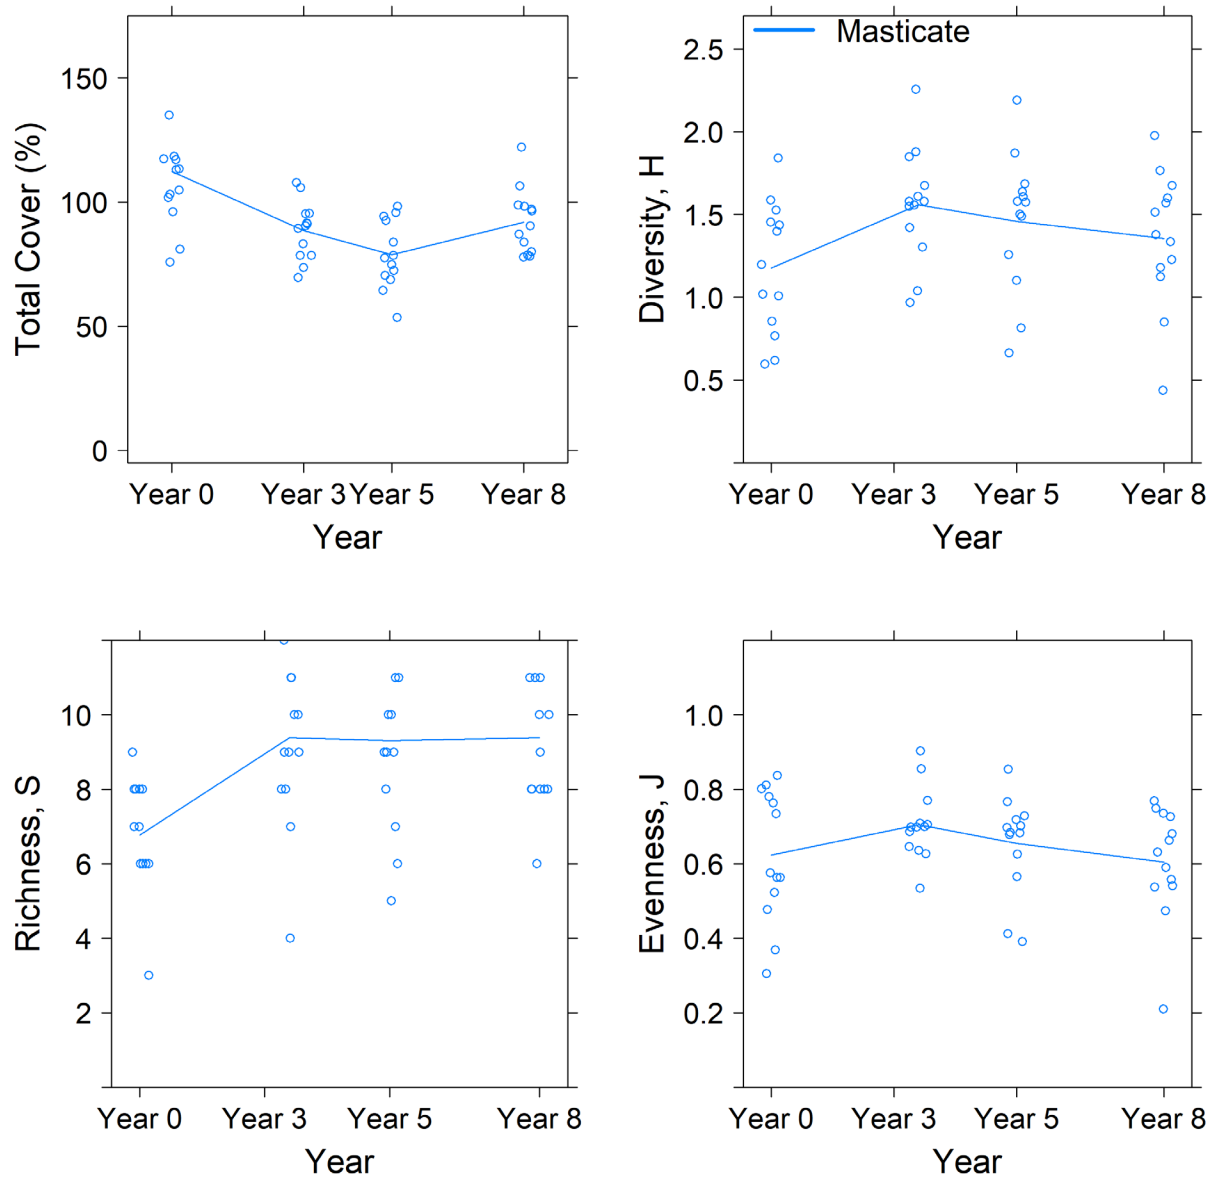 Total Cover (%)
150
100
50
0
Year 0 Year 3 Year 5 Year 8
Year
Masticate
Diversity, H
2.5
2.0
1.5
1.0
0.5
Year 0 Year 3 Year 5 Year 8
Year
Richness, S
10
8
6
4
2
Year 0 Year 3 Year 5 Year 8
Year
Evenness, J
1.0
0.8
0.6
0.4
0.2
Year 0 Year 3 Year 5 Year 8
Year